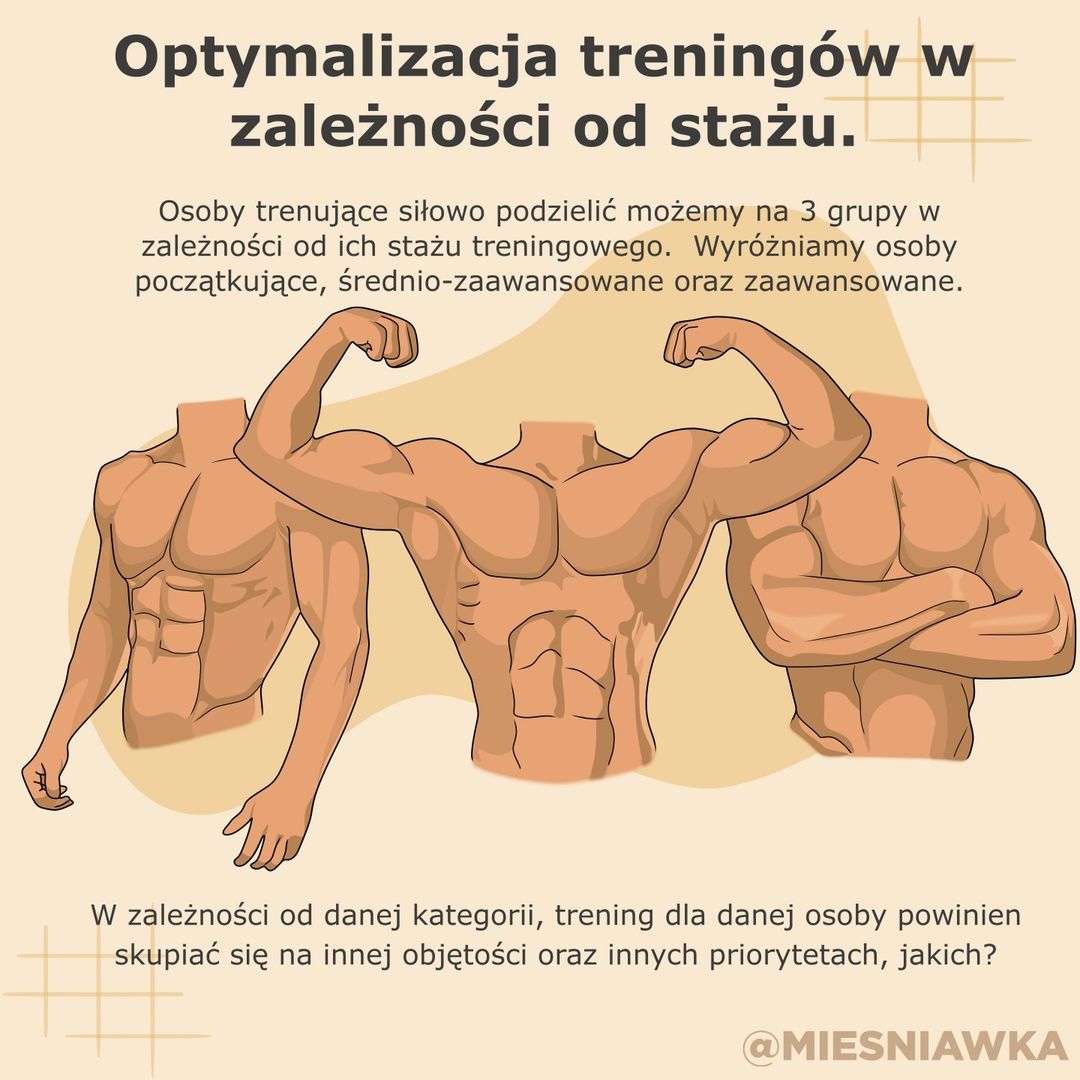 Optymalizacja treningów w
zależności od stażu.
Osoby trenujące siłowo podzielić możemy na 3 grupy w
zależności od ich stażu treningowego.  Wyróżniamy osoby
początkujące, średnio-zaawansowane oraz zaawansowane.
W zależności od danej kategorii, trening dla danej osoby powinien
skupiać się na innej objętości oraz innych priorytetach, jakich?
@MIESNIAWKA